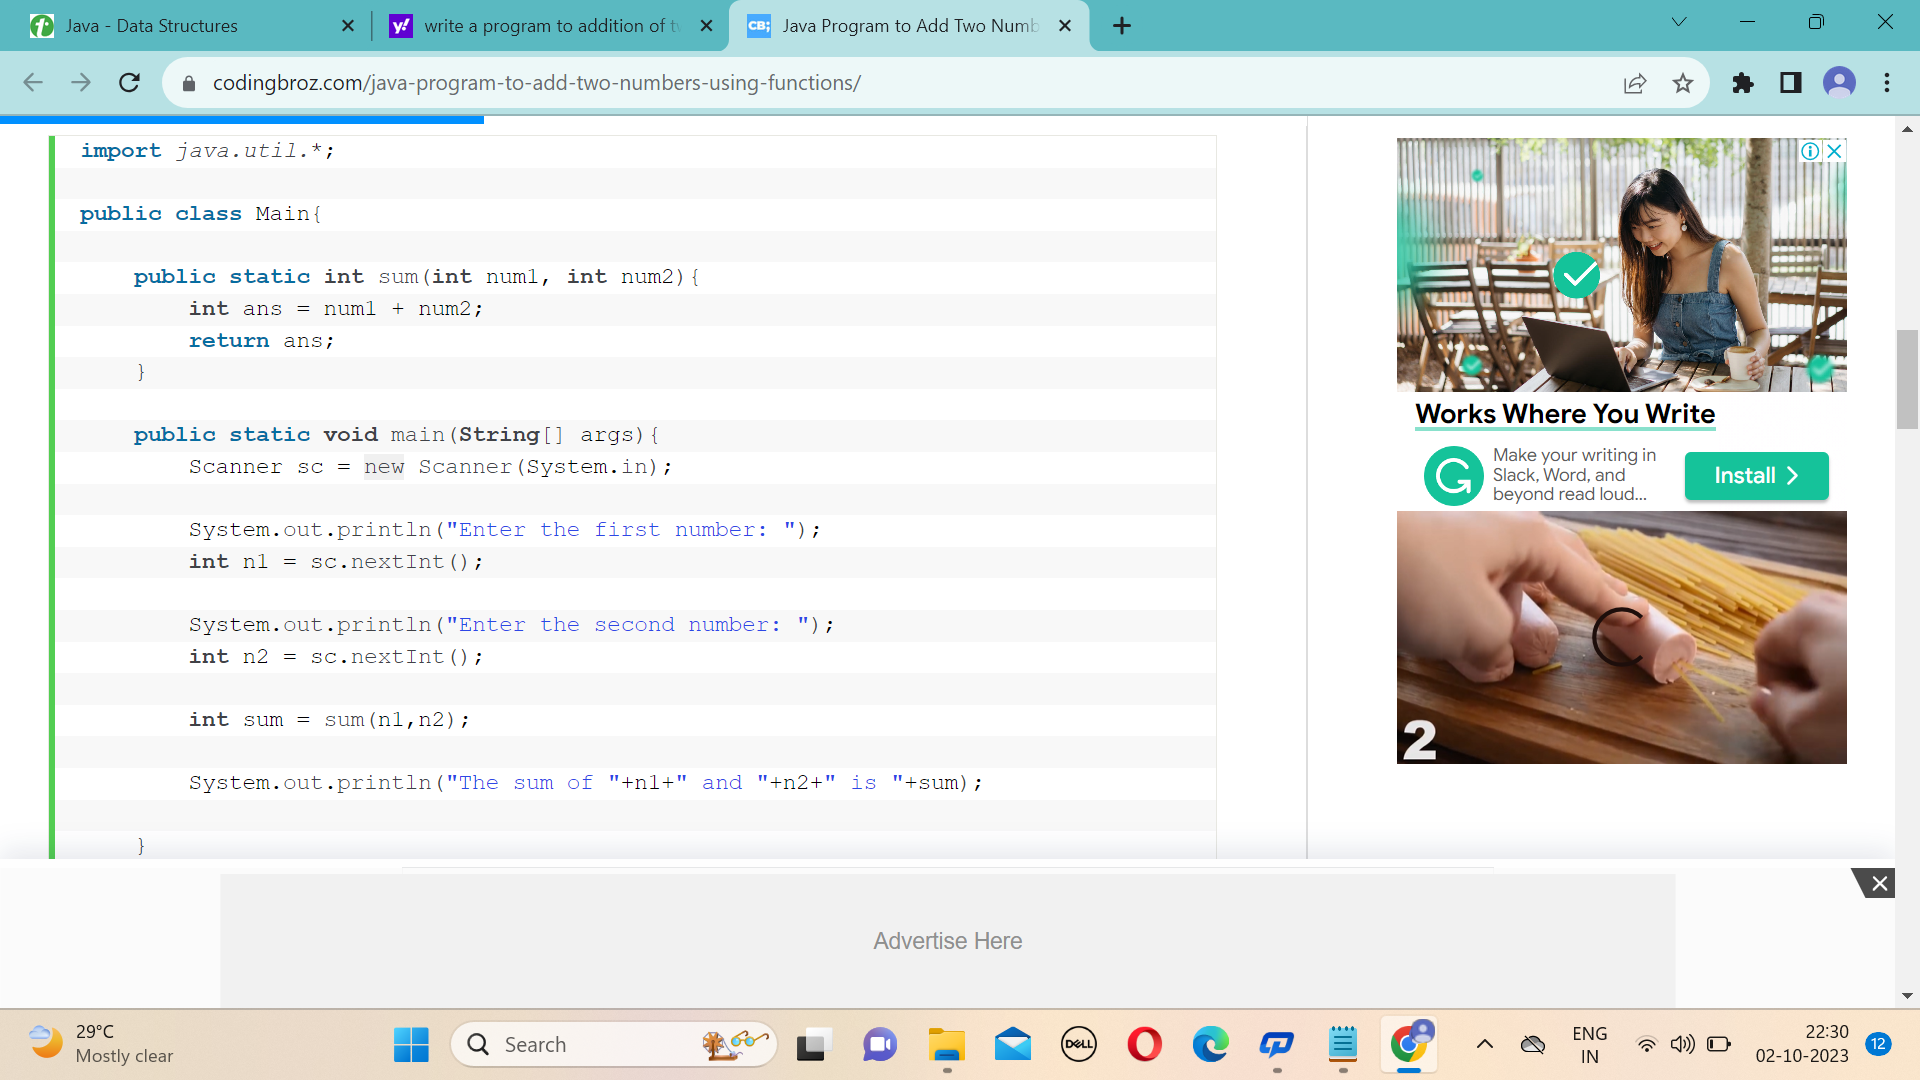 Java - Data Structures
write a program to addition of tw
CB;
Java Program to Add Two Numb
codingbroz.com/java-program-to-add-two-numbers-using-functions/
import java.util.*;
public class Main{
public static int sum(int num1, int num2){
int ans = num1 + num2;
return ans;
}
public static void main(String[] args){
Scanner sc = new Scanner(System.in);
System.out.println("Enter the first number: ");
int n1 = sc.nextInt();
System.out.println("Enter the second number: ");
int n2 = sc.nextInt();
int sum = sum(n1,n2);
System.out.println("The sum of "+n1+" and "+n2+" is "+sum);
}
Works Where You Write
Make your writing in
Slack, Word, and
beyond read loud...
Install
2
Advertise Here
29°C
Mostly clear
Search
DELL
ENG
IN
22:30
02-10-2023
12